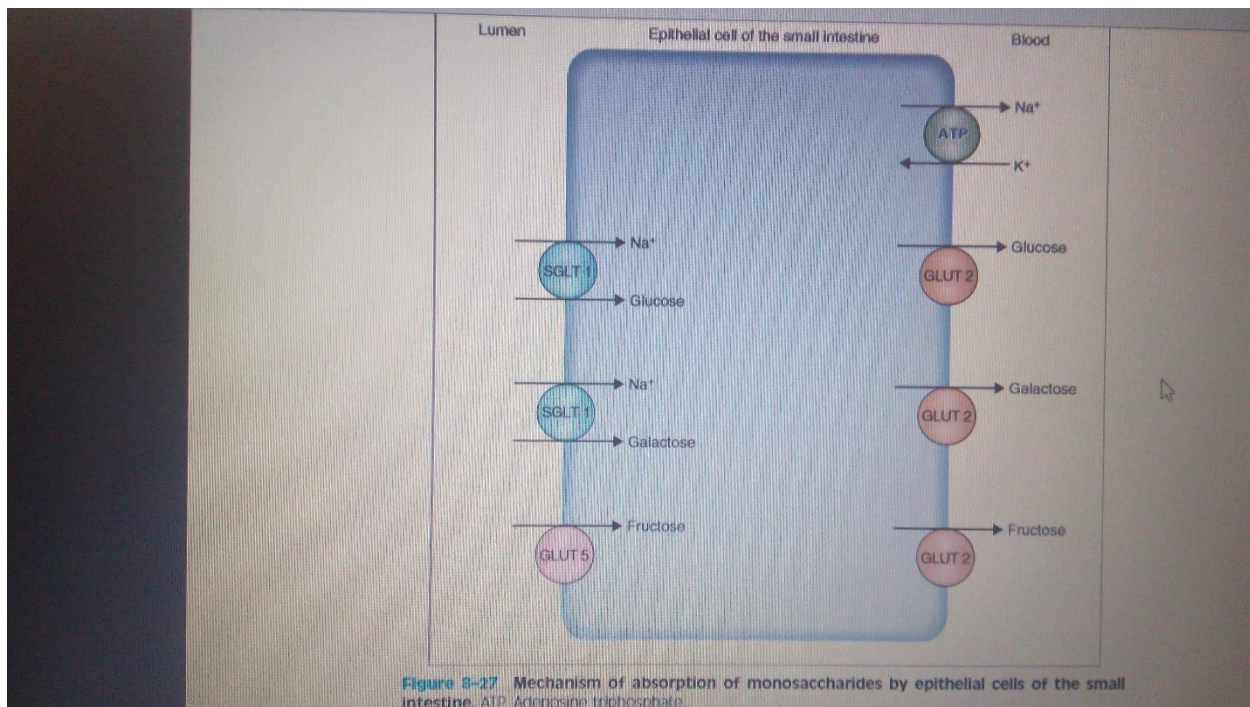 Lumen
Epithelial cell of the small intestine
Blood
Na+
ATP
K+
Na+
SGLT 1
Glucose
Glucose
GLUT 2
Na+
SGLT 1
Galactose
Galactose
GLUT 2
Fructose
GLUT 5
Fructose
GLUT 2
Figure 8–27 Mechanism of absorption of monosaccharides by epithelial cells of the small
intestine. ATP, Adenosine triphosphate.